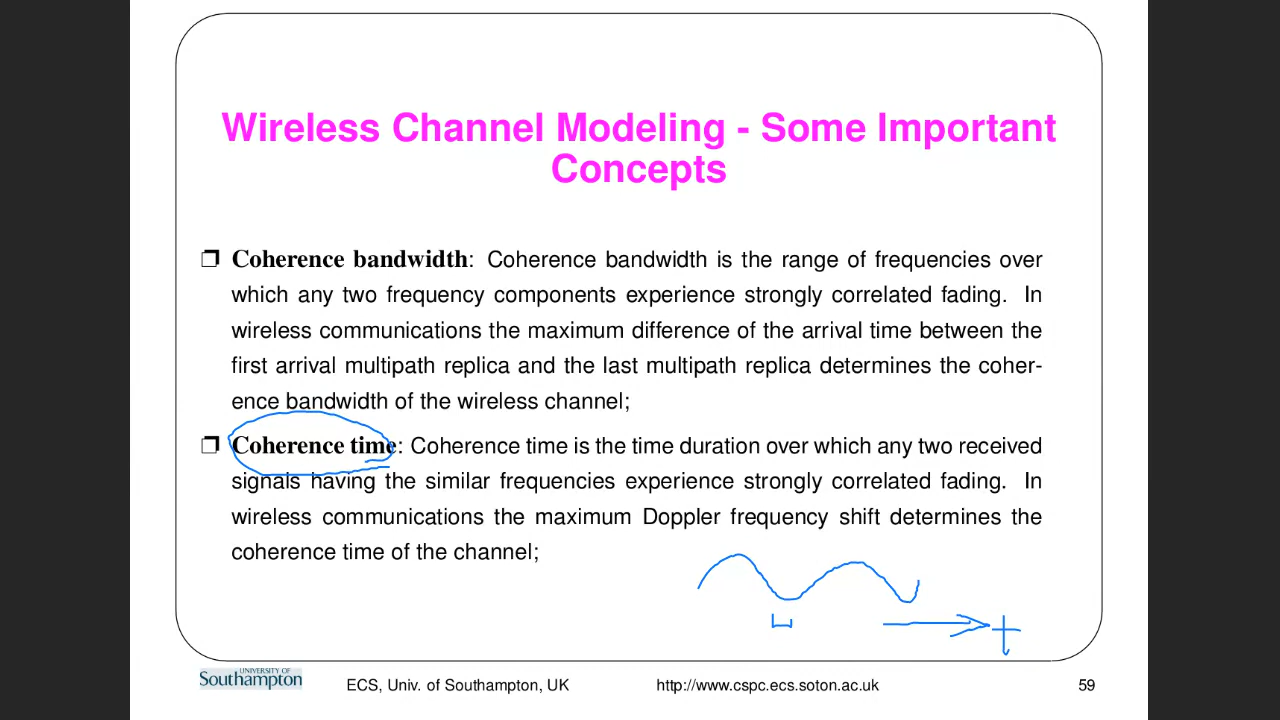 Wireless Channel Modeling - Some Important
Concepts
Coherence bandwidth: Coherence bandwidth is the range of frequencies over
which any two frequency components experience strongly correlated fading. In
wireless communications the maximum difference of the arrival time between the
first arrival multipath replica and the last multipath replica determines the coher-
ence bandwidth of the wireless channel;
Coherence time: Coherence time is the time duration over which any two received
signals having the similar frequencies experience strongly correlated fading. In
wireless communications the maximum Doppler frequency shift determines the
coherence time of the channel;
t
UNIVERSITY OF
Southampton
ECS, Univ. of Southampton, UK
http://www.cspc.ecs.soton.ac.uk
59